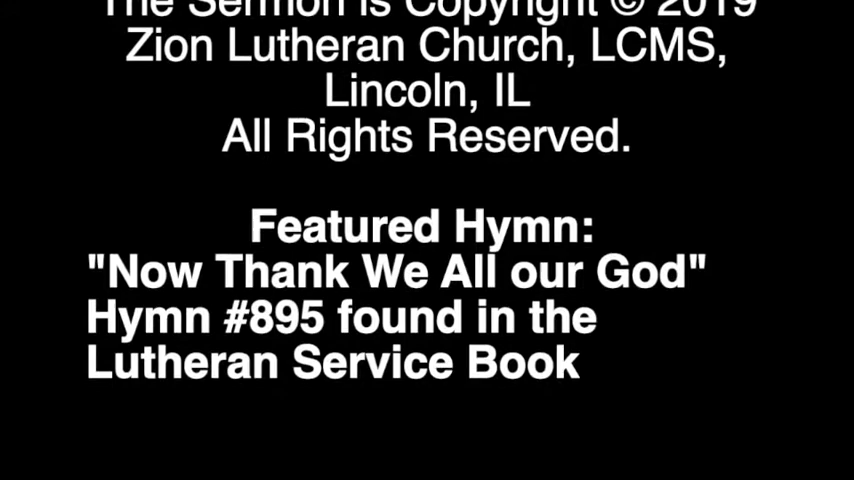 The Sermon is Copyright © 2019
Zion Lutheran Church, LCMS,
Lincoln, IL
All Rights Reserved.
Featured Hymn:
"Now Thank We All our God"
Hymn #895 found in the
Lutheran Service Book